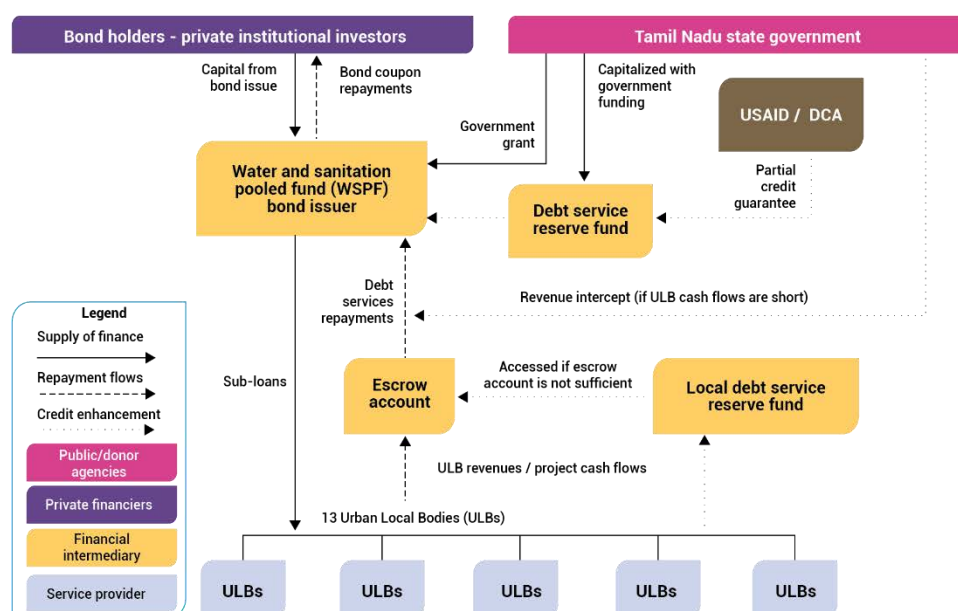 Bond holders - private institutional investors
Tamil Nadu state government
Capital from
bond issue
Bond coupon
repayments
Capitalized with
government
funding
USAID / DCA
Government
grant
Water and sanitation
pooled fund (WSPF)
bond issuer
Partial
credit
guarantee
Debt service
reserve fund
Debt
services
repayments
Revenue intercept (if ULB cash flows are short)
Legend
Supply of finance
Repayment flows
Credit enhancement
Public/donor
agencies
Private financiers
Financial
intermediary
Service provider
Sub-loans
Escrow
account
Accessed if escrow
account is not sufficient
Local debt service
reserve fund
ULB revenues / project cash flows
13 Urban Local Bodies (ULBs)
ULBs
ULBs
ULBs
ULBs
ULBs